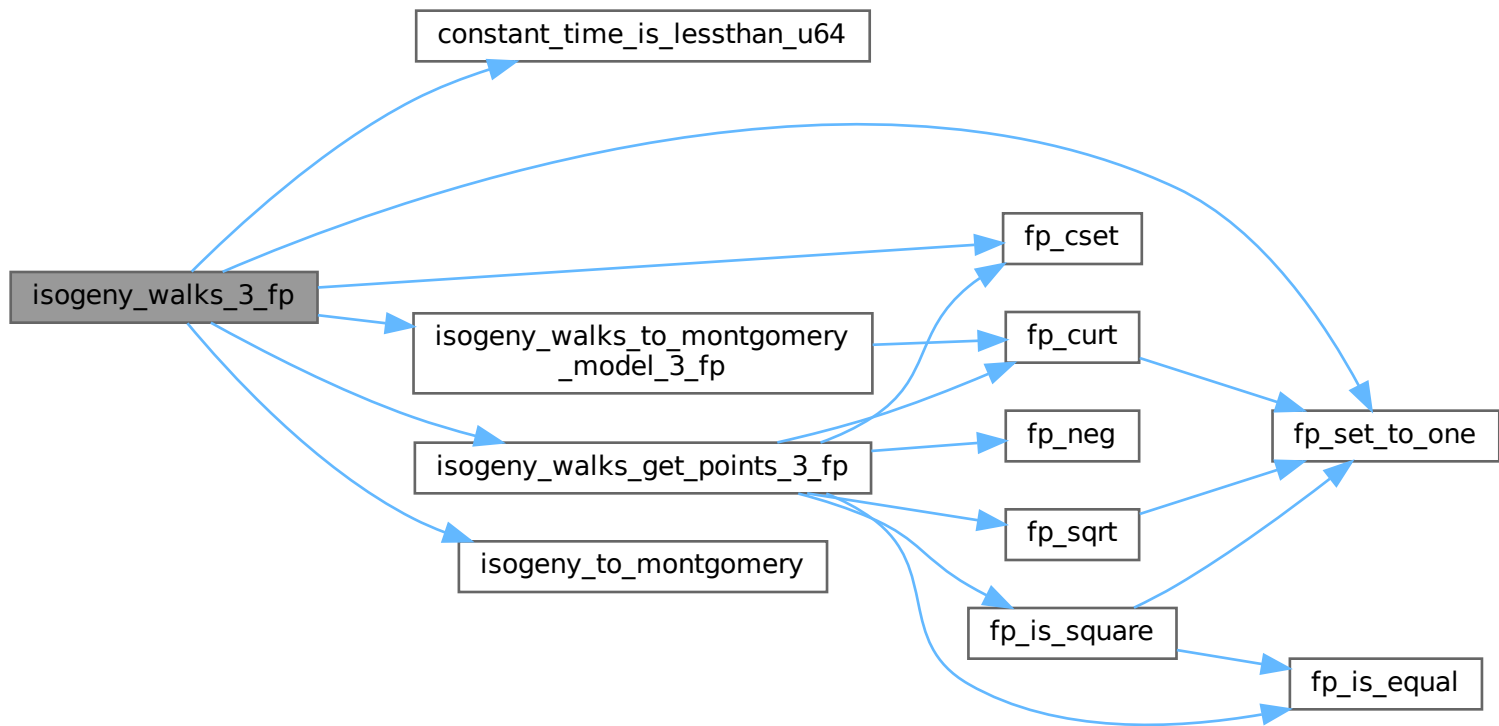 constant_time_is_lessthan_u64
fp_cset
isogeny_walks_3_fp
isogeny_walks_to_montgomery
_model_3_fp
fp_curt
fp_set_to_one
fp_neg
isogeny_walks_get_points_3_fp
fp_sqrt
isogeny_to_montgomery
fp_is_square
fp_is_equal